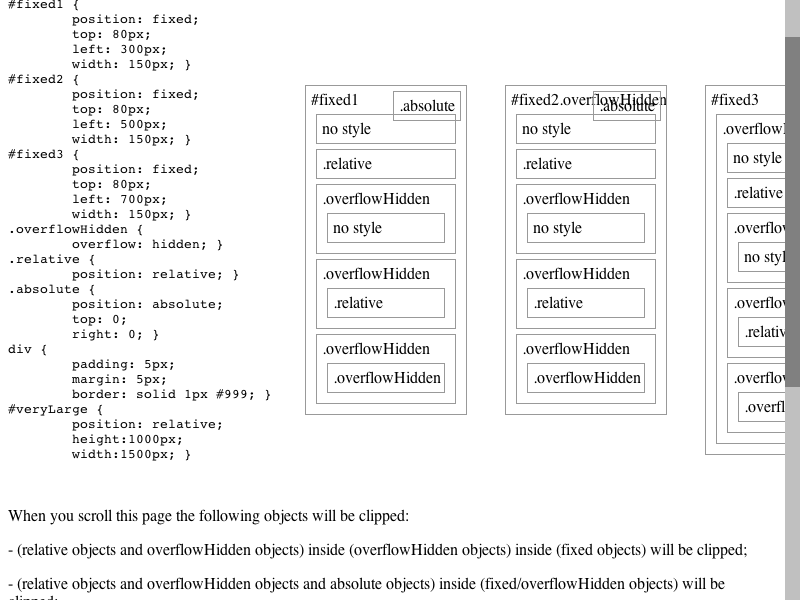 #fixed1 {
position: fixed;
top: 80px;
left: 300px;
width: 150px; }
#fixed2 {
position: fixed;
top: 80px;
left: 500px;
width: 150px; }
#fixed3 {
position: fixed;
top: 80px;
left: 700px;
width: 150px; }
.overflowHidden {
overflow: hidden; }
.relative {
position: relative; }
.absolute {
position: absolute;
top: 0;
right: 0; }
div {
padding: 5px;
margin: 5px;
border: solid 1px #999; }
#veryLarge {
position: relative;
height:1000px;
width:1500px; }
#fixed1
.absolute
no style
.relative
.overflowHidden
no style
.overflowHidden
.relative
.overflowHidden
.overflowHidden
#fixed2.overflowHidden
.absolute
no style
.relative
.overflowHidden
no style
.overflowHidden
.relative
.overflowHidden
.overflowHidden
#fixed3
.overflowH
no style
.relative
.overflow
no styl
.overflow
.relativ
.overflow
.overfl
When you scroll this page the following objects will be clipped:
- (relative objects and overflowHidden objects) inside (overflowHidden objects) inside (fixed objects) will be clipped;
- (relative objects and overflowHidden objects and absolute objects) inside (fixed/overflowHidden objects) will be
clipped;